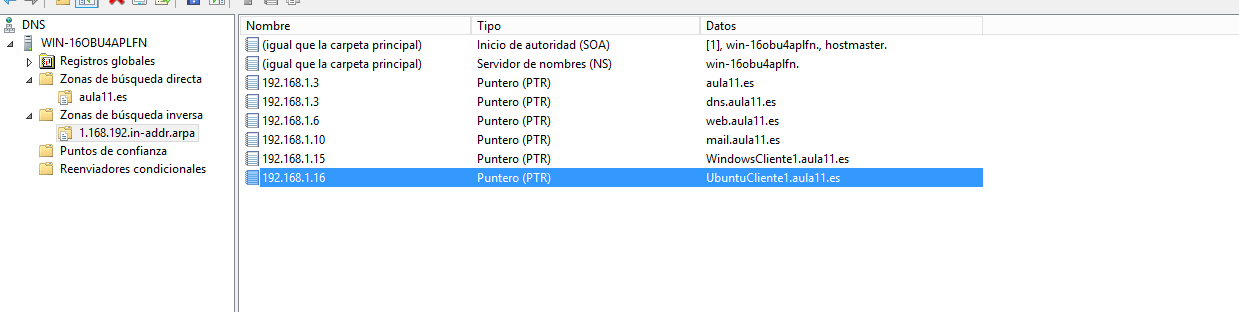 DNS
WIN-16OBU4APLFN
Registros globales
Zonas de búsqueda directa
aula11.es
Zonas de búsqueda inversa
1.168.192.in-addr.arpa
Puntos de confianza
Reenviadores condicionales
Nombre Tipo Datos
(igual que la carpeta principal) Inicio de autoridad (SOA) [1], win-16obu4aplfn., hostmaster.
(igual que la carpeta principal) Servidor de nombres (NS) win-16obu4aplfn.
192.168.1.3 Puntero (PTR) aula11.es
192.168.1.3 Puntero (PTR) dns.aula11.es
192.168.1.6 Puntero (PTR) web.aula11.es
192.168.1.10 Puntero (PTR) mail.aula11.es
192.168.1.15 Puntero (PTR) WindowsCliente1.aula11.es
192.168.1.16 Puntero (PTR) UbuntuCliente1.aula11.es